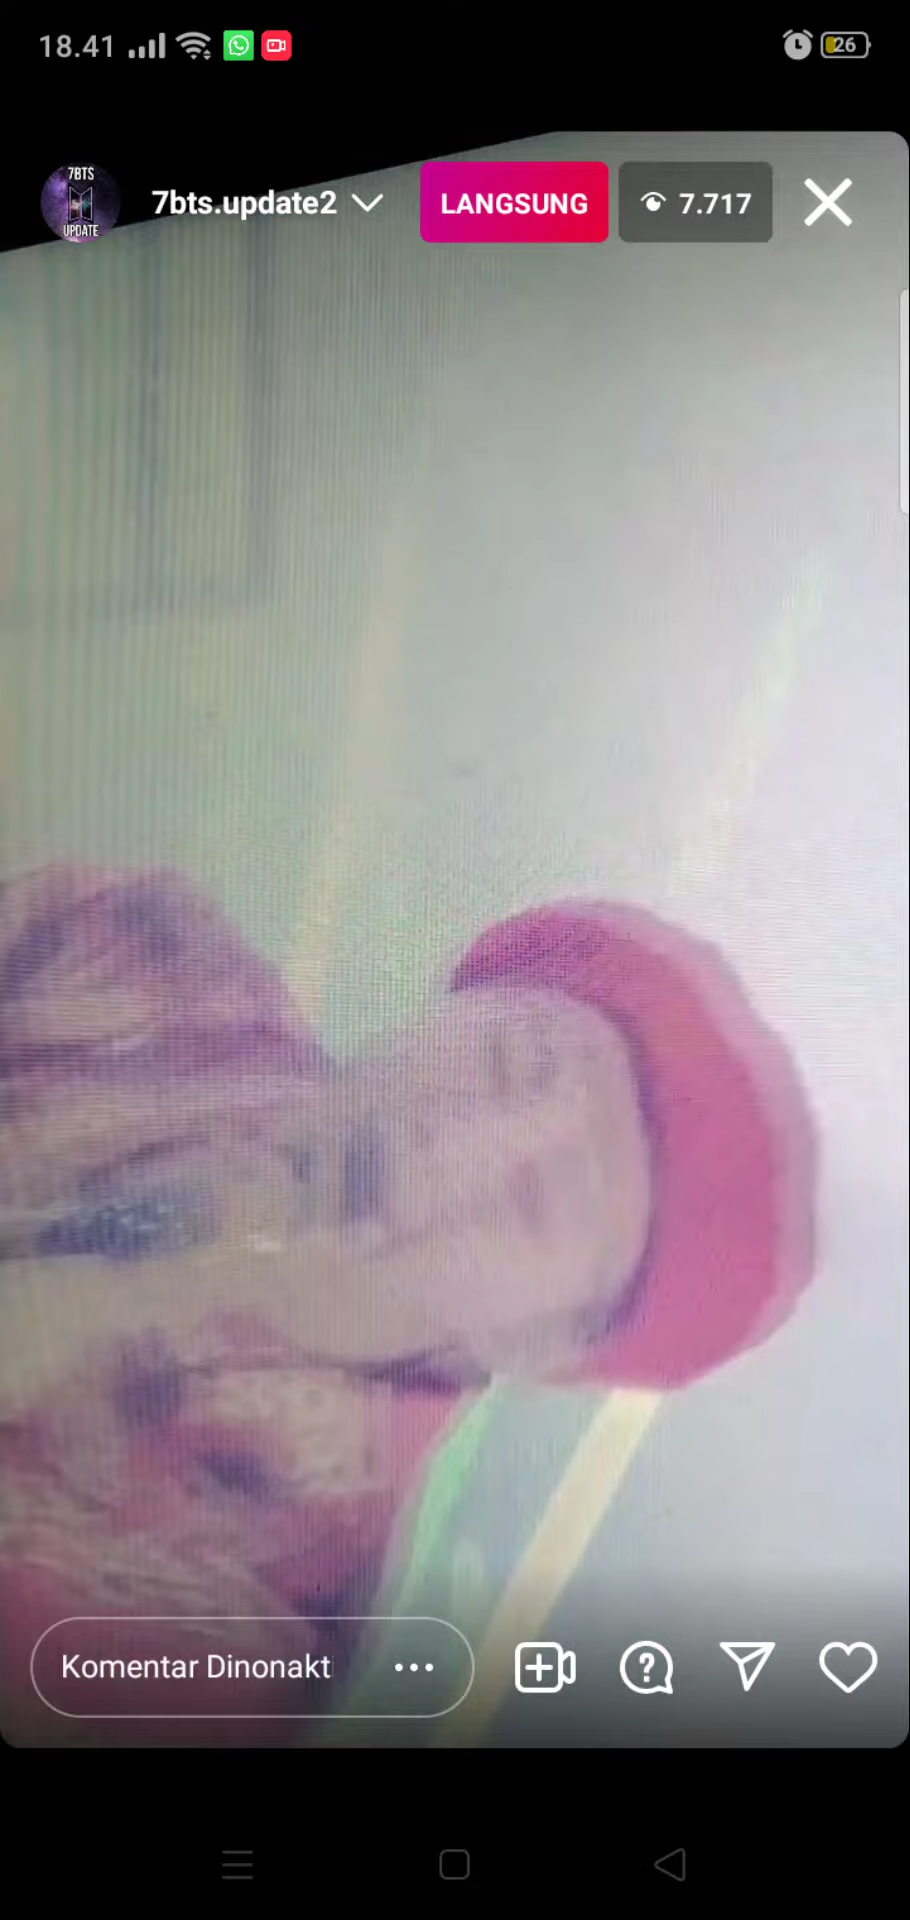 18.41
26
7BTS
UPDATE
7bts.update2
LANGSUNG
7.717
Komentar Dinonakt